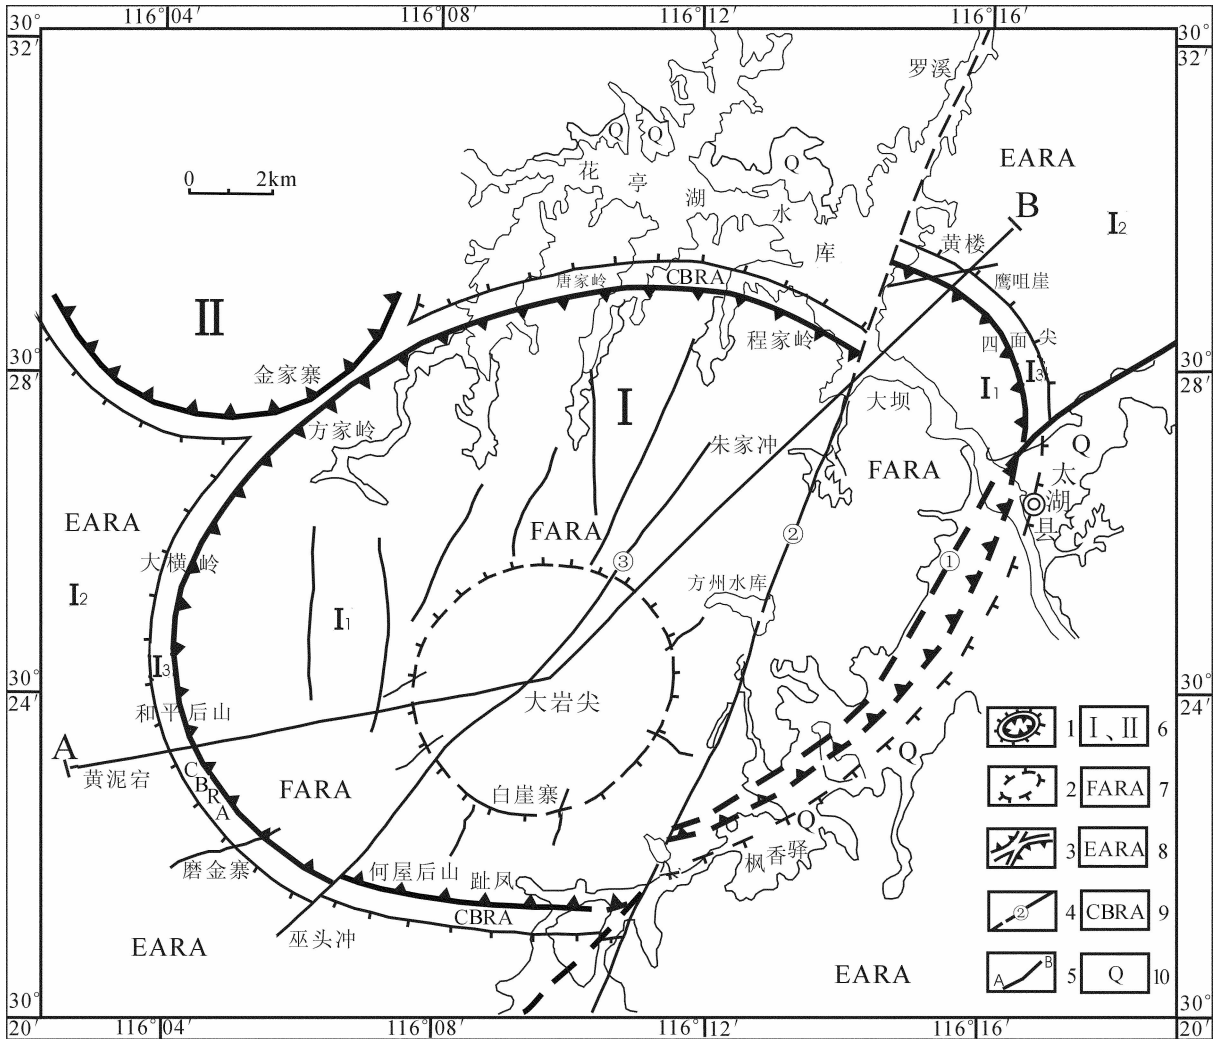 116°04′ 116°08′ 116°12′ 116°16′
30° 30°
32′ 32′
罗溪
Q Q
Q
EARA
花
亭
湖
水
库
0 2km
B
I2
黄楼
唐家岭
CBRA
鹰咀崖
II
程家岭
四面尖
30° 30°
28′ 28′
金家寨
I3
I1
I
大坝
方家岭
朱家冲
Q
FARA
太
湖
县
EARA
FARA
②
大横岭
③
①
方州水库
I2
I1
I3
30° 30°
24′ 24′
大岩尖
和平后山
A
黄泥宕
Q
CBRA
FARA
白崖寨
Q
枫香驿
磨金寨
何屋后山
趾凤
CBRA
巫头冲
EARA
EARA
1 I、II 6
2 FARA 7
3 EARA 8
② 4 CBRA 9
A B 5 Q 10
30° 30°
20′ 20′
116°04′ 116°08′ 116°12′ 116°16′